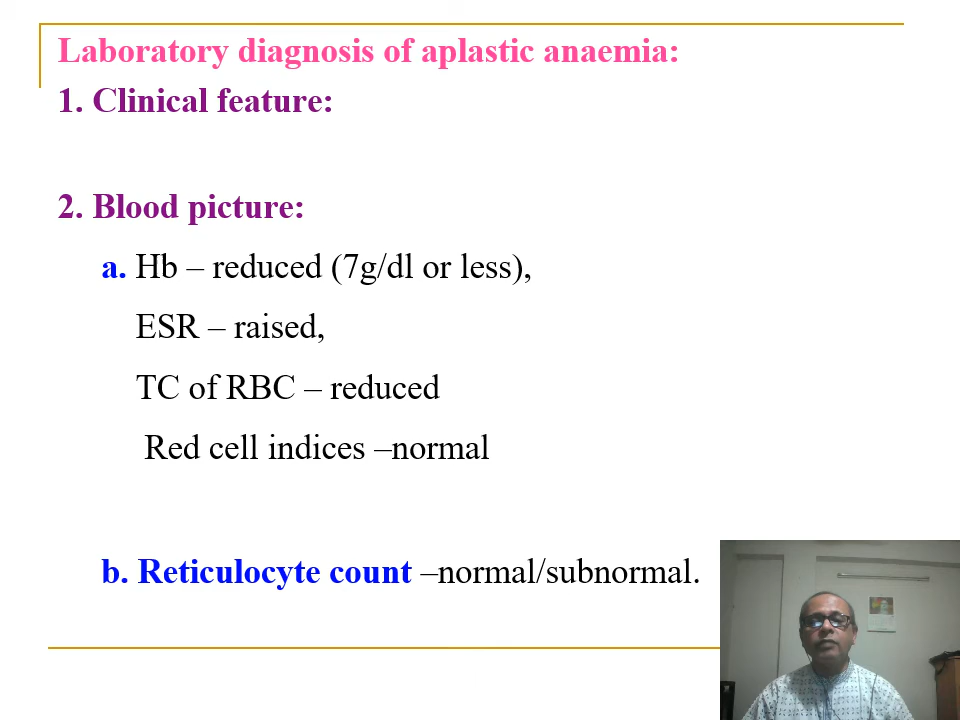 Laboratory diagnosis of aplastic anaemia:
1. Clinical feature:
2. Blood picture:
a. Hb – reduced (7g/dl or less),
ESR – raised,
TC of RBC – reduced
Red cell indices –normal
b. Reticulocyte count –normal/subnormal.